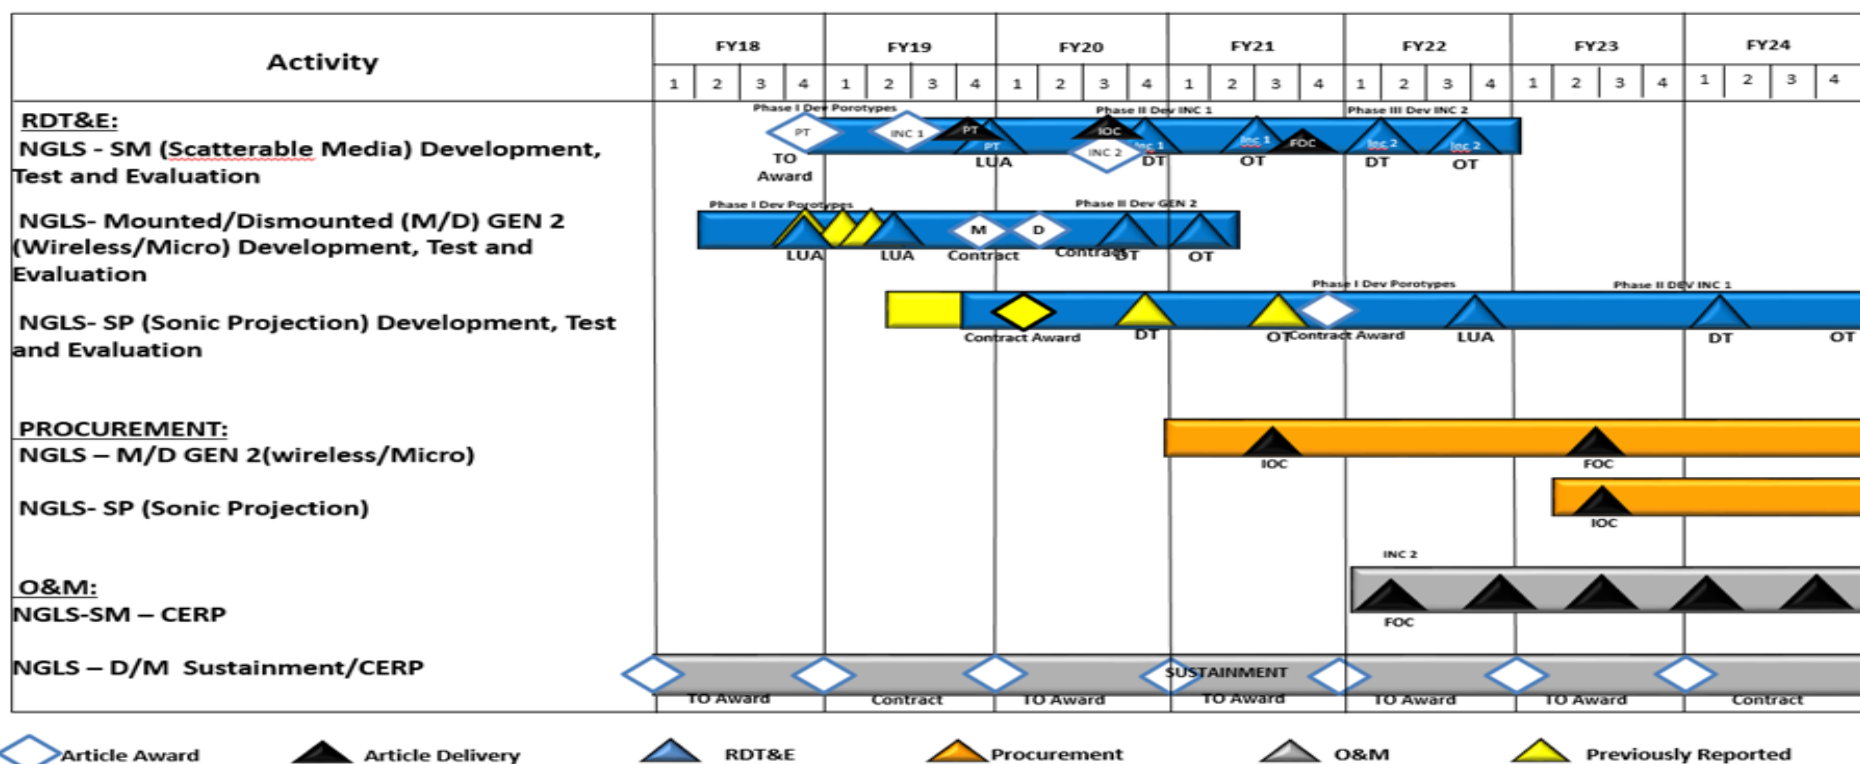 Activity
FY18 FY19 FY20 FY21 FY22 FY23 FY24
1 2 3 4 1 2 3 4 1 2 3 4 1 2 3 4 1 2 3 4 1 2 3 4 1 2 3 4
RDT&E:
NGLS - SM (Scatterable Media) Development,
Test and Evaluation
Phase I Dev Porotypes
Phase II Dev INC 1
Phase III Dev INC 2
PT
INC 1
PT
PT
IOC
INC 2
Inc 1
Inc 1
FOC
Inc 2
Inc 2
TO
Award
LUA
DT
OT
DT
OT
NGLS- Mounted/Dismounted (M/D) GEN 2
(Wireless/Micro) Development, Test and
Evaluation
Phase I Dev Porotypes
Phase II Dev GEN 2
M
D
LUA
LUA
Contract
Contract
DT
OT
NGLS- SP (Sonic Projection) Development, Test
and Evaluation
Phase I Dev Porotypes
Phase II DEV INC 1
Contract Award
DT
OT
Contract Award
LUA
DT
OT
PROCUREMENT:
NGLS – M/D GEN 2(wireless/Micro)
IOC
FOC
NGLS- SP (Sonic Projection)
IOC
O&M:
NGLS-SM – CERP
INC 2
FOC
NGLS – D/M Sustainment/CERP
SUSTAINMENT
TO Award
Contract
TO Award
TO Award
TO Award
TO Award
Contract
Article Award
Article Delivery
RDT&E
Procurement
O&M
Previously Reported